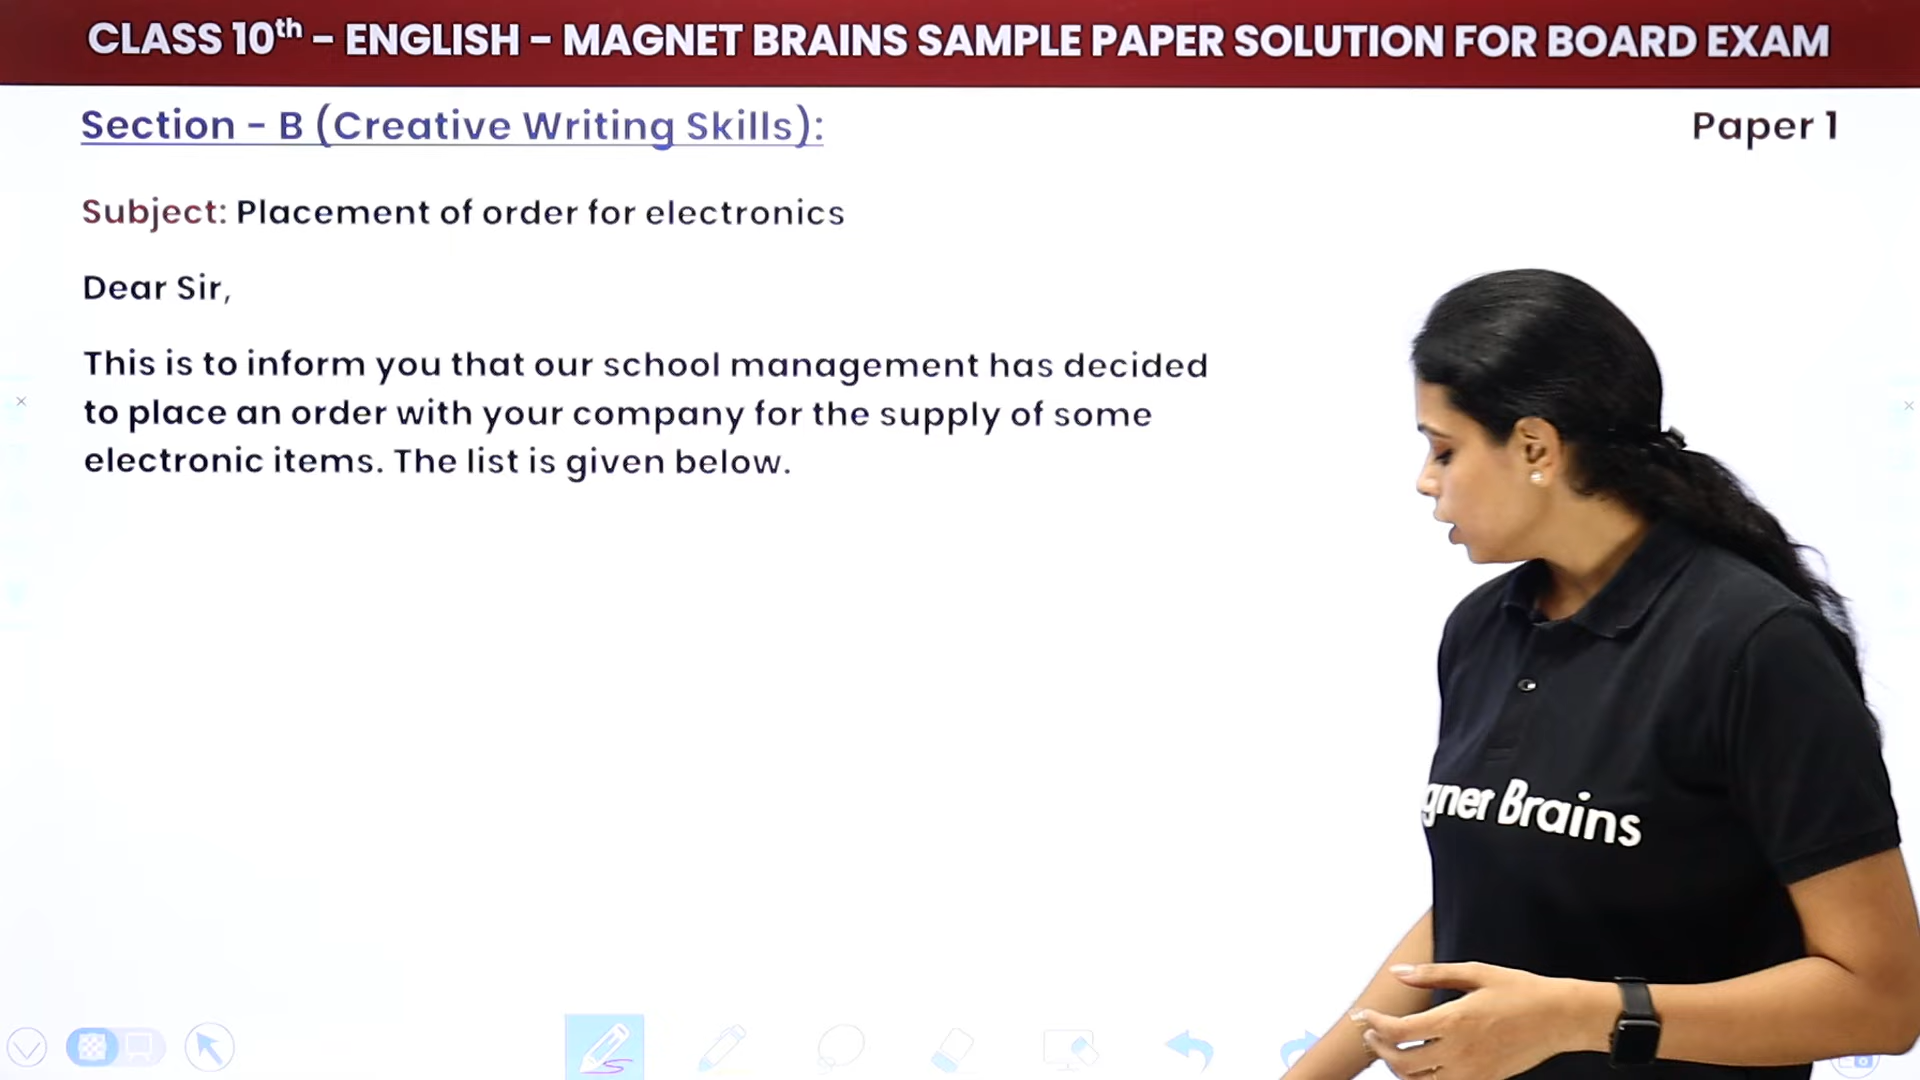 CLASS 10th - ENGLISH - MAGNET BRAINS SAMPLE PAPER SOLUTION FOR BOARD EXAM
Section - B (Creative Writing Skills):
Paper 1
Subject: Placement of order for electronics
Dear Sir,
This is to inform you that our school management has decided
to place an order with your company for the supply of some
electronic items. The list is given below.
gnet Brains